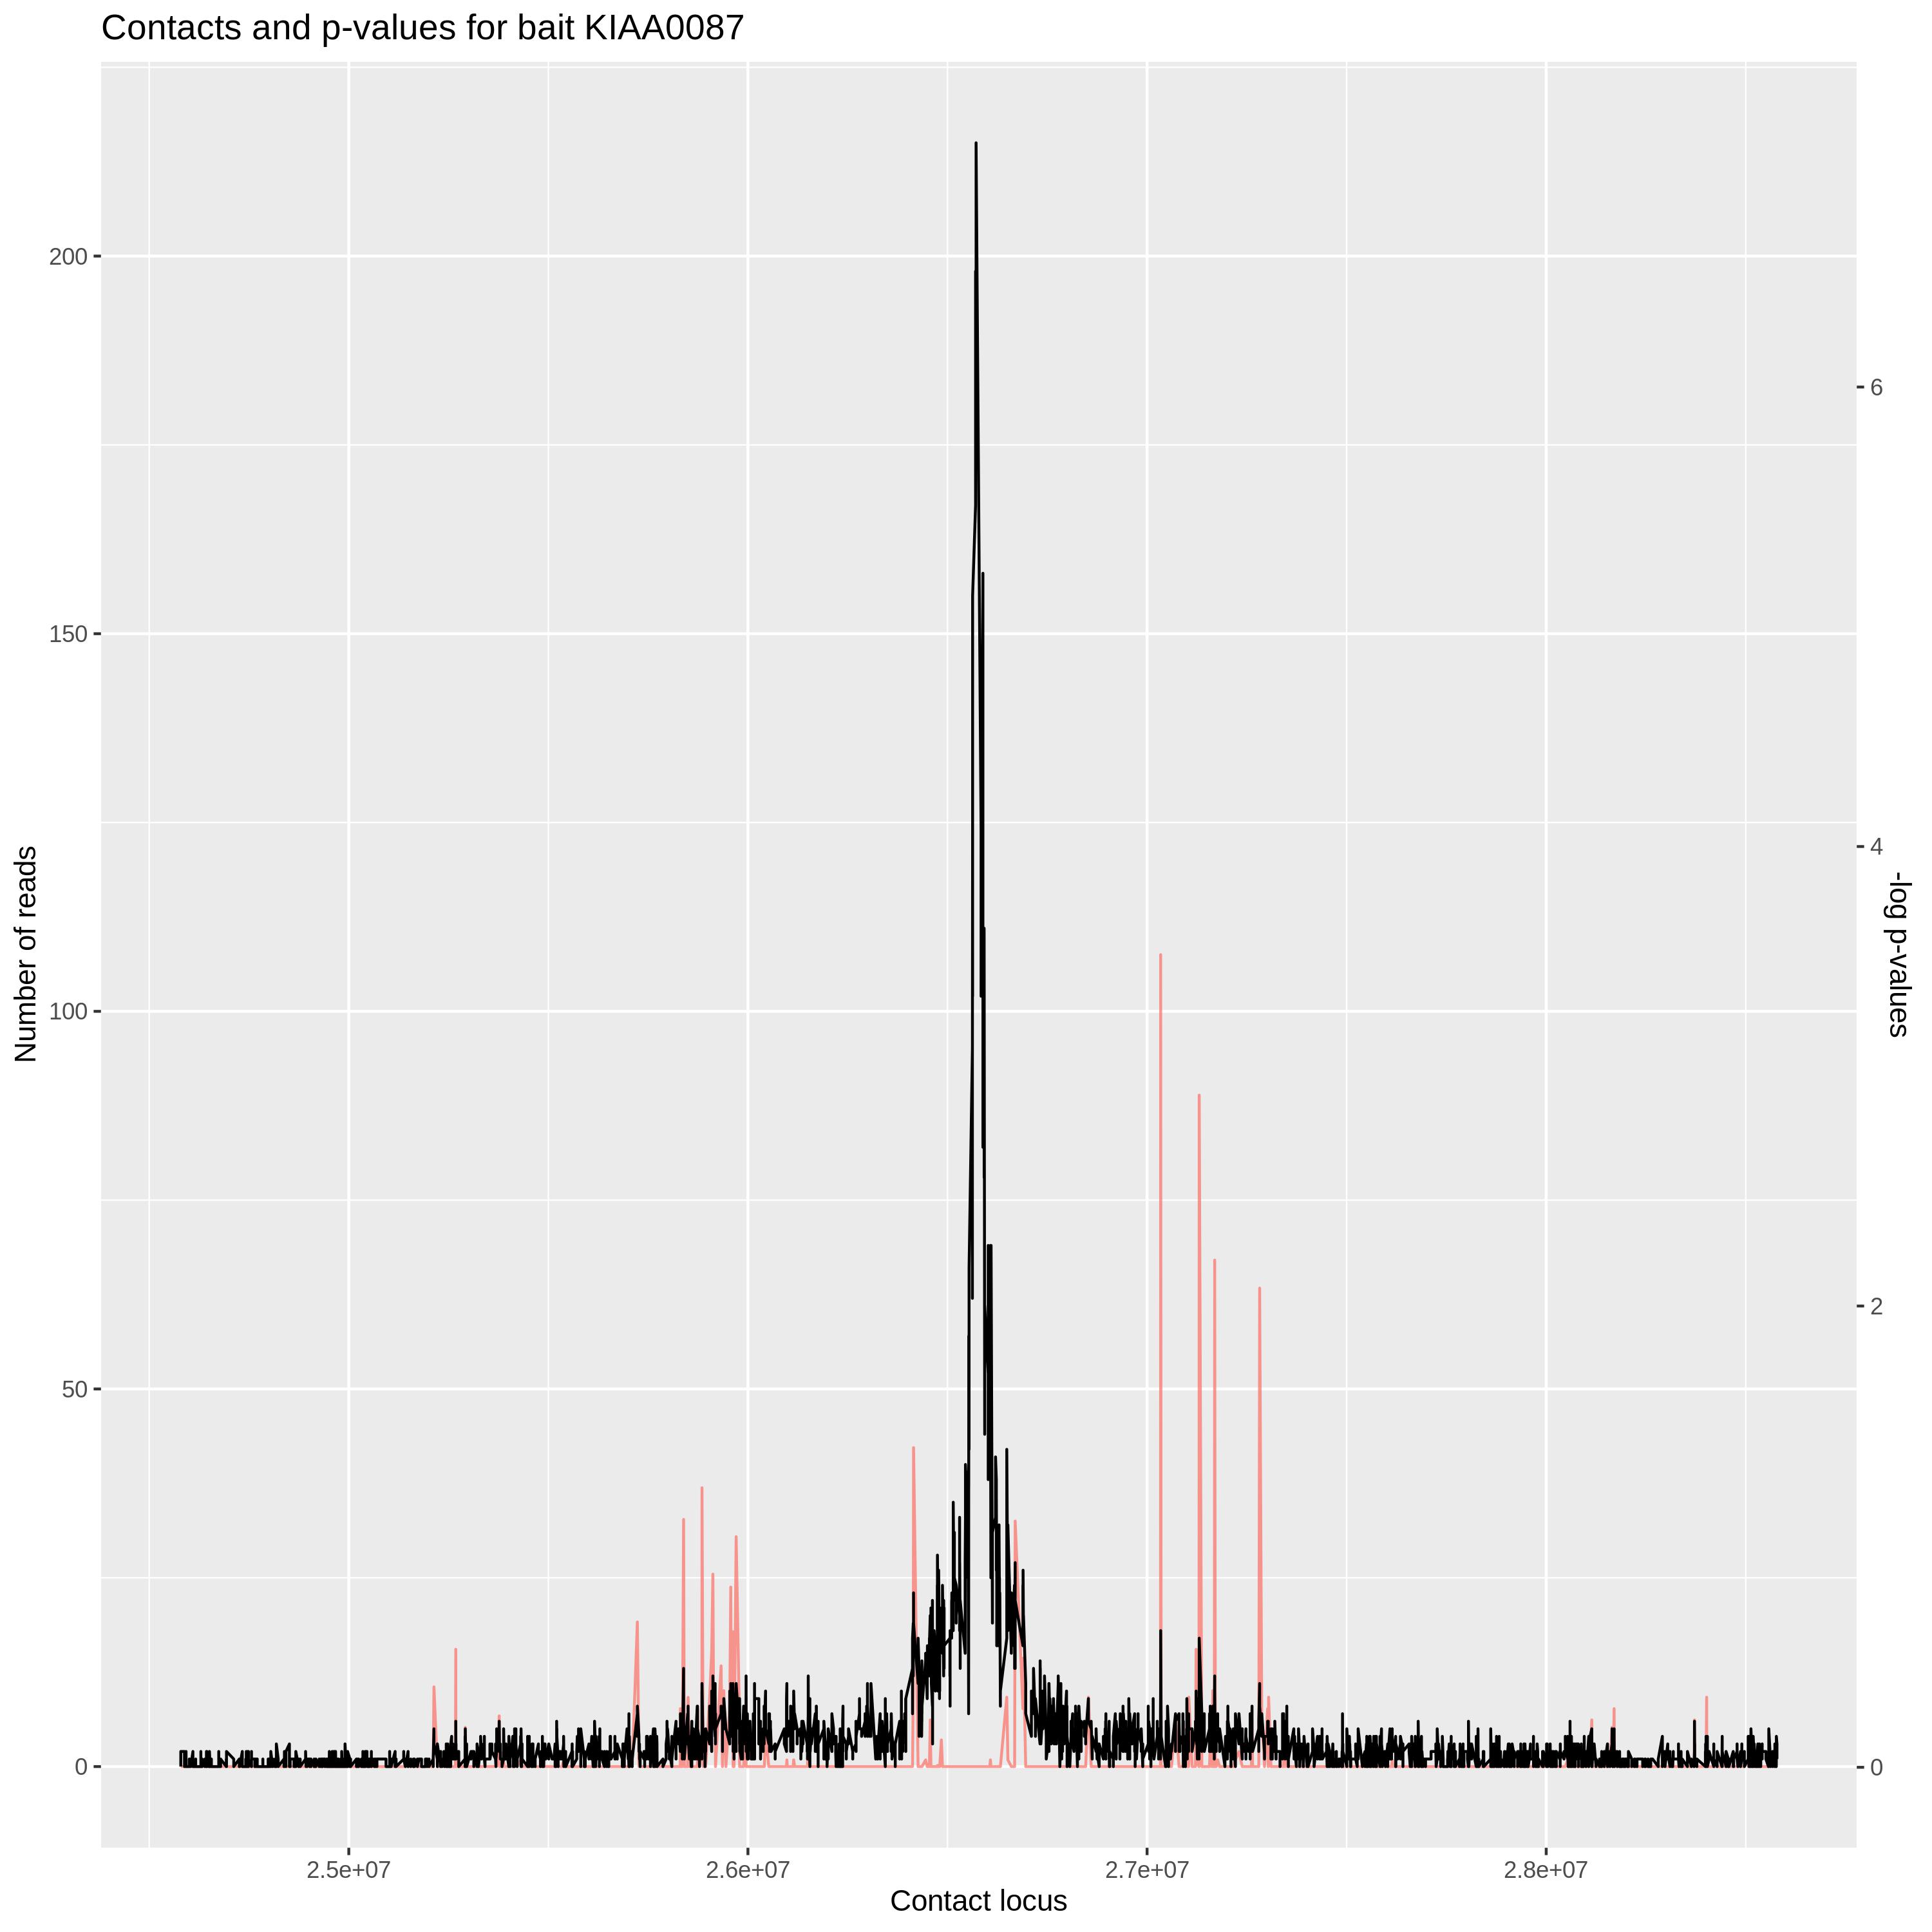 Contacts and p-values for bait KIAA0087
Number of reads
200
150
100
50
0
6
4
2
0
-log p-values
2.5e+07
2.6e+07
2.7e+07
2.8e+07
Contact locus